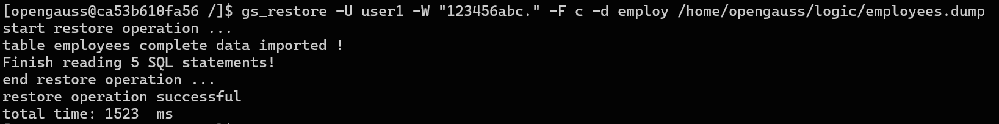 [opengauss@ca53b610fa56 /]$ gs_restore -U user1 -W "123456abc." -F c -d employ /home/opengauss/logic/employees.dump
start restore operation ...
table employees complete data imported !
Finish reading 5 SQL statements!
end restore operation ...
restore operation successful
total time: 1523  ms